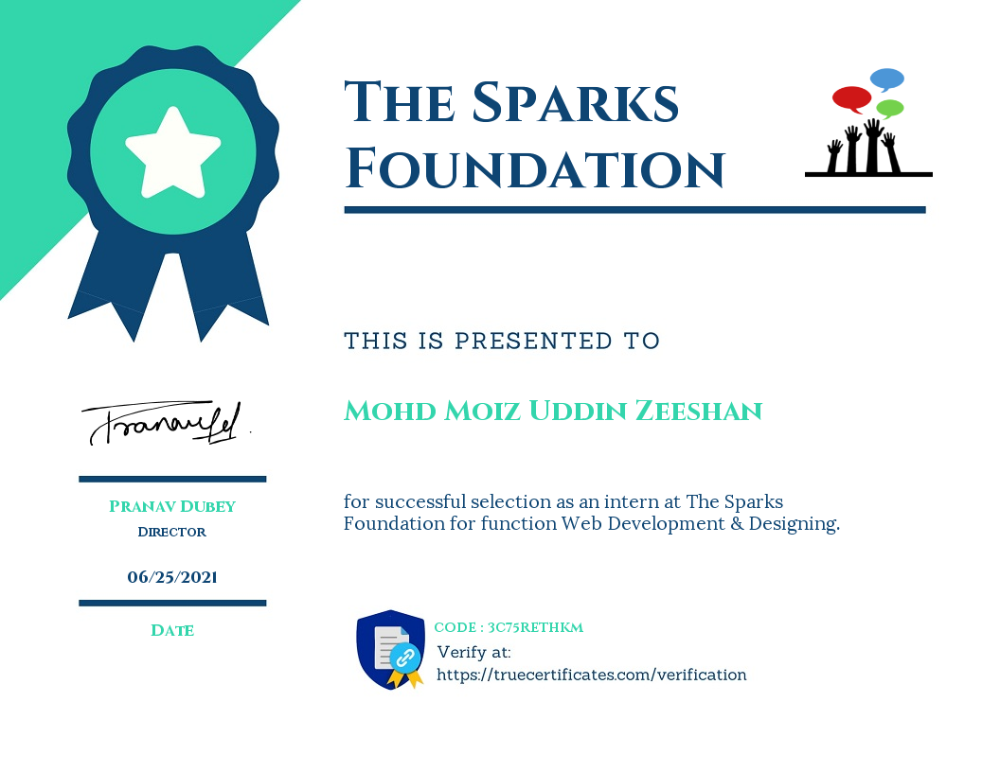 The Sparks
Foundation
THIS IS PRESENTED TO
Mohd Moiz Uddin Zeeshan
for successful selection as an intern at The Sparks
Foundation for function Web Development & Designing.
Pranav Dubey
Director
06/25/2021
Date
CODE : 3C75RETHKM
Verify at:
https://truecertificates.com/verification